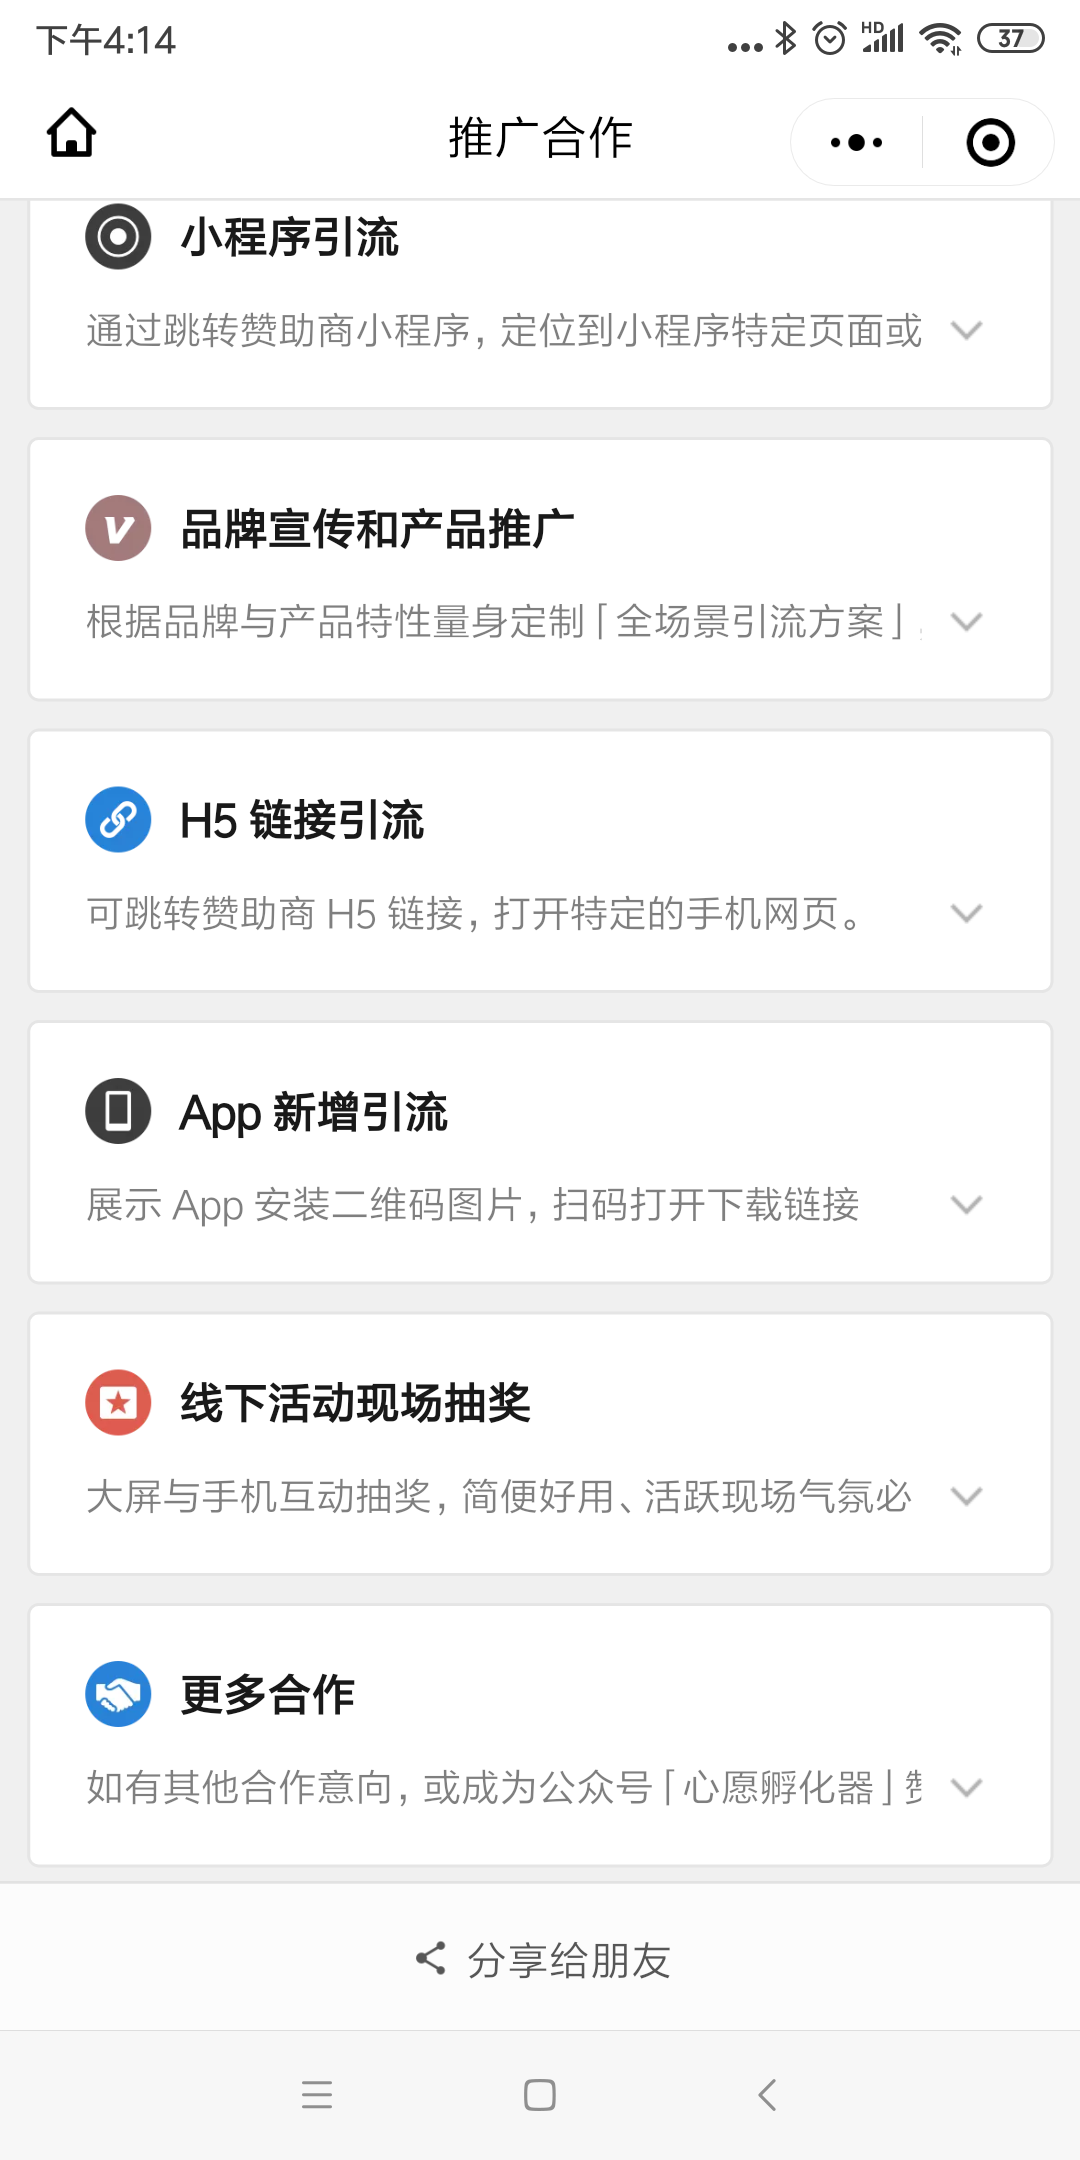 下午4:14
HD
37
推广合作
小程序引流
通过跳转赞助商小程序，定位到小程序特定页面或
品牌宣传和产品推广
根据品牌与产品特性量身定制「全场景引流方案」
H5 链接引流
可跳转赞助商 H5 链接，打开特定的手机网页。
App 新增引流
展示 App 安装二维码图片，扫码打开下载链接
线下活动现场抽奖
大屏与手机互动抽奖，简便好用、活跃现场气氛必
更多合作
如有其他合作意向，或成为公众号「心愿孵化器」
分享给朋友